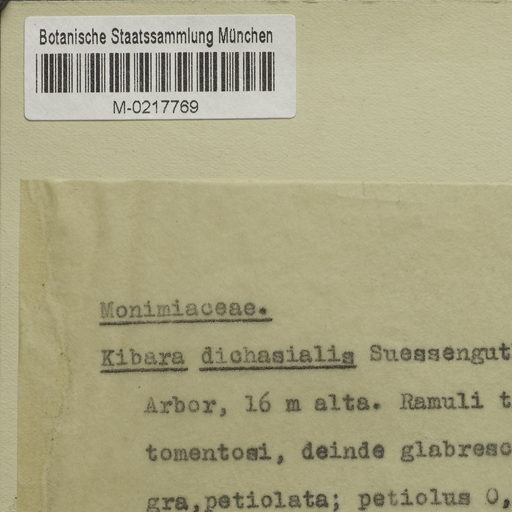 Botanische Staatssammlung München
M-0217769
Monimiaceae.
Kibara dichasialis Suessengut
Arbor, 16 m alta. Ramuli t
tomentosi, deinde glabresc
gra,petiolata; petiolus 0,